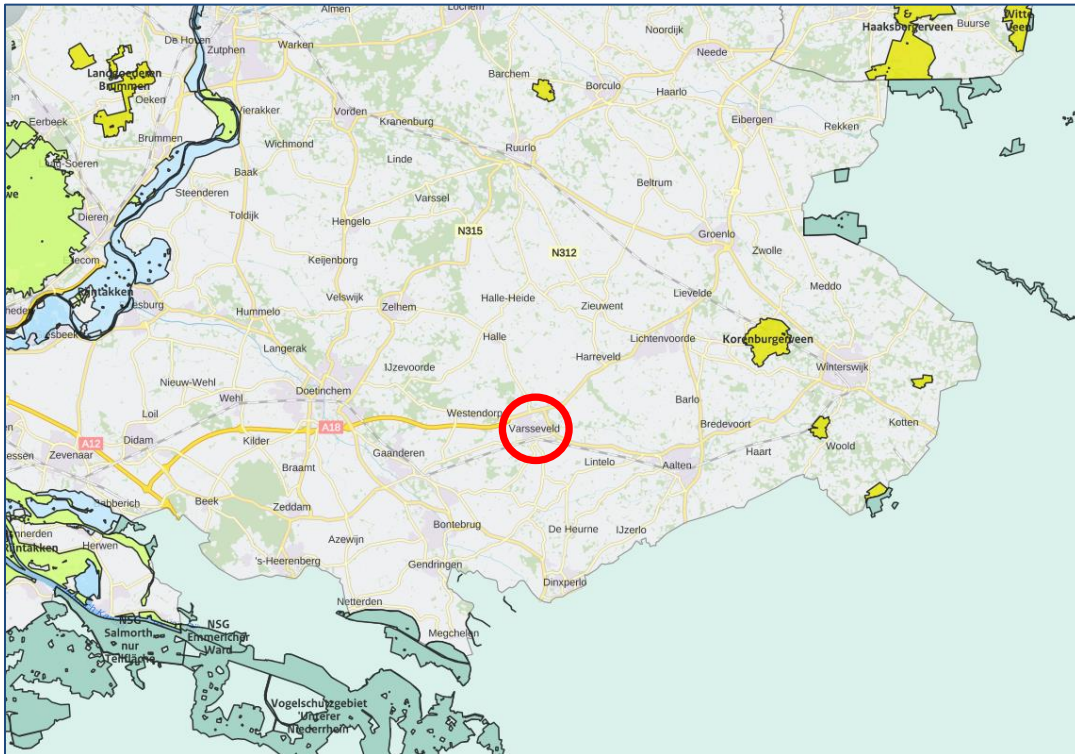 Almen
Lochem
De Hoven
Zutphen
Warken
Noordijk
Neede
&
Haaksbergerveen
Buurse
Witte
Veen
Landgoederen
Brummen
Oeken
Eerbeek
Vierakker
Vorden
Barchem
Borculo
Haarlo
Kranenburg
Eibergen
Rekken
Brummen
Wichmond
Ruurlo
Linde
Baak
Varssel
Beltrum
Steenderen
Dieren
Toldijk
Hengelo
N315
Groenlo
N312
Zwolle
Keijenborg
Rijntakken
Velswijk
Zelhem
Halle-Heide
Zieuwent
Lievelde
Meddo
Hummelo
Halle
Lichtenvoorde
Korenburgerveen
Langerak
IJzevoorde
Harreveld
Winterswijk
Nieuw-Wehl
Wehl
Doetinchem
Barlo
Loil
Westendorp
Varsseveld
Bredevoort
Kotten
A18
Didam
Kilder
A12
Zevenaar
Gaanderen
Lintelo
Aalten
Haart
Woold
Braamt
Beek
Zeddam
Bontebrug
De Heurne
IJzerlo
Herwen
Azewijn
's-Heerenberg
Gendringen
Dinxperlo
Netterden
Megchelen
NSG
Salmorth,
nur
Teilfläche
NSG
Emmericher
Ward
Vogelschutzgebiet
'Unterer
Niederrhein'